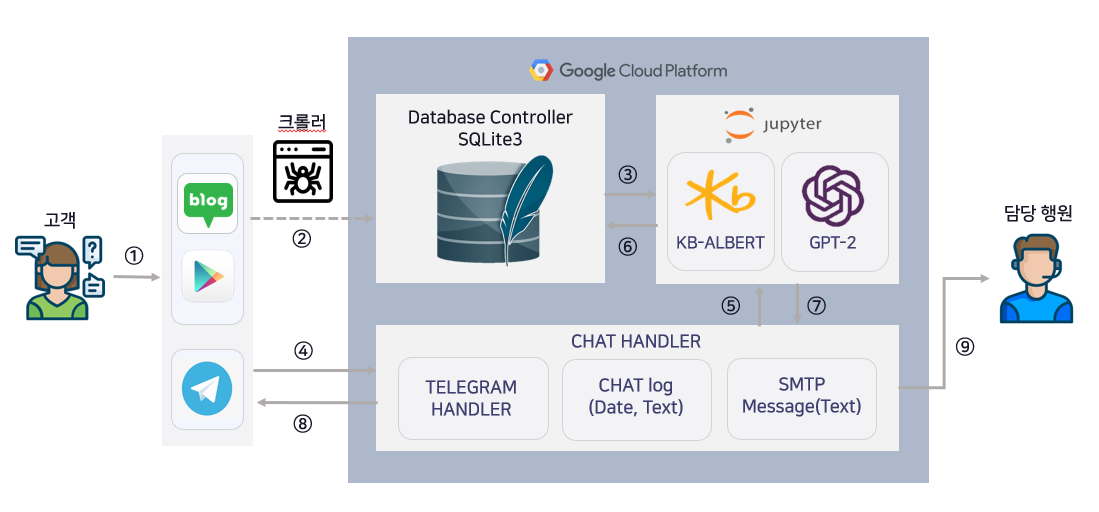 Google Cloud Platform
크롤러
Database Controller
SQLite3
jupyter
blog
고객
①
②
③
⑥
Kb
KB-ALBERT
GPT-2
담당 행원
?
⑤
⑦
④
⑧
⑨
CHAT HANDLER
TELEGRAM
HANDLER
CHAT log
(Date, Text)
SMTP
Message(Text)